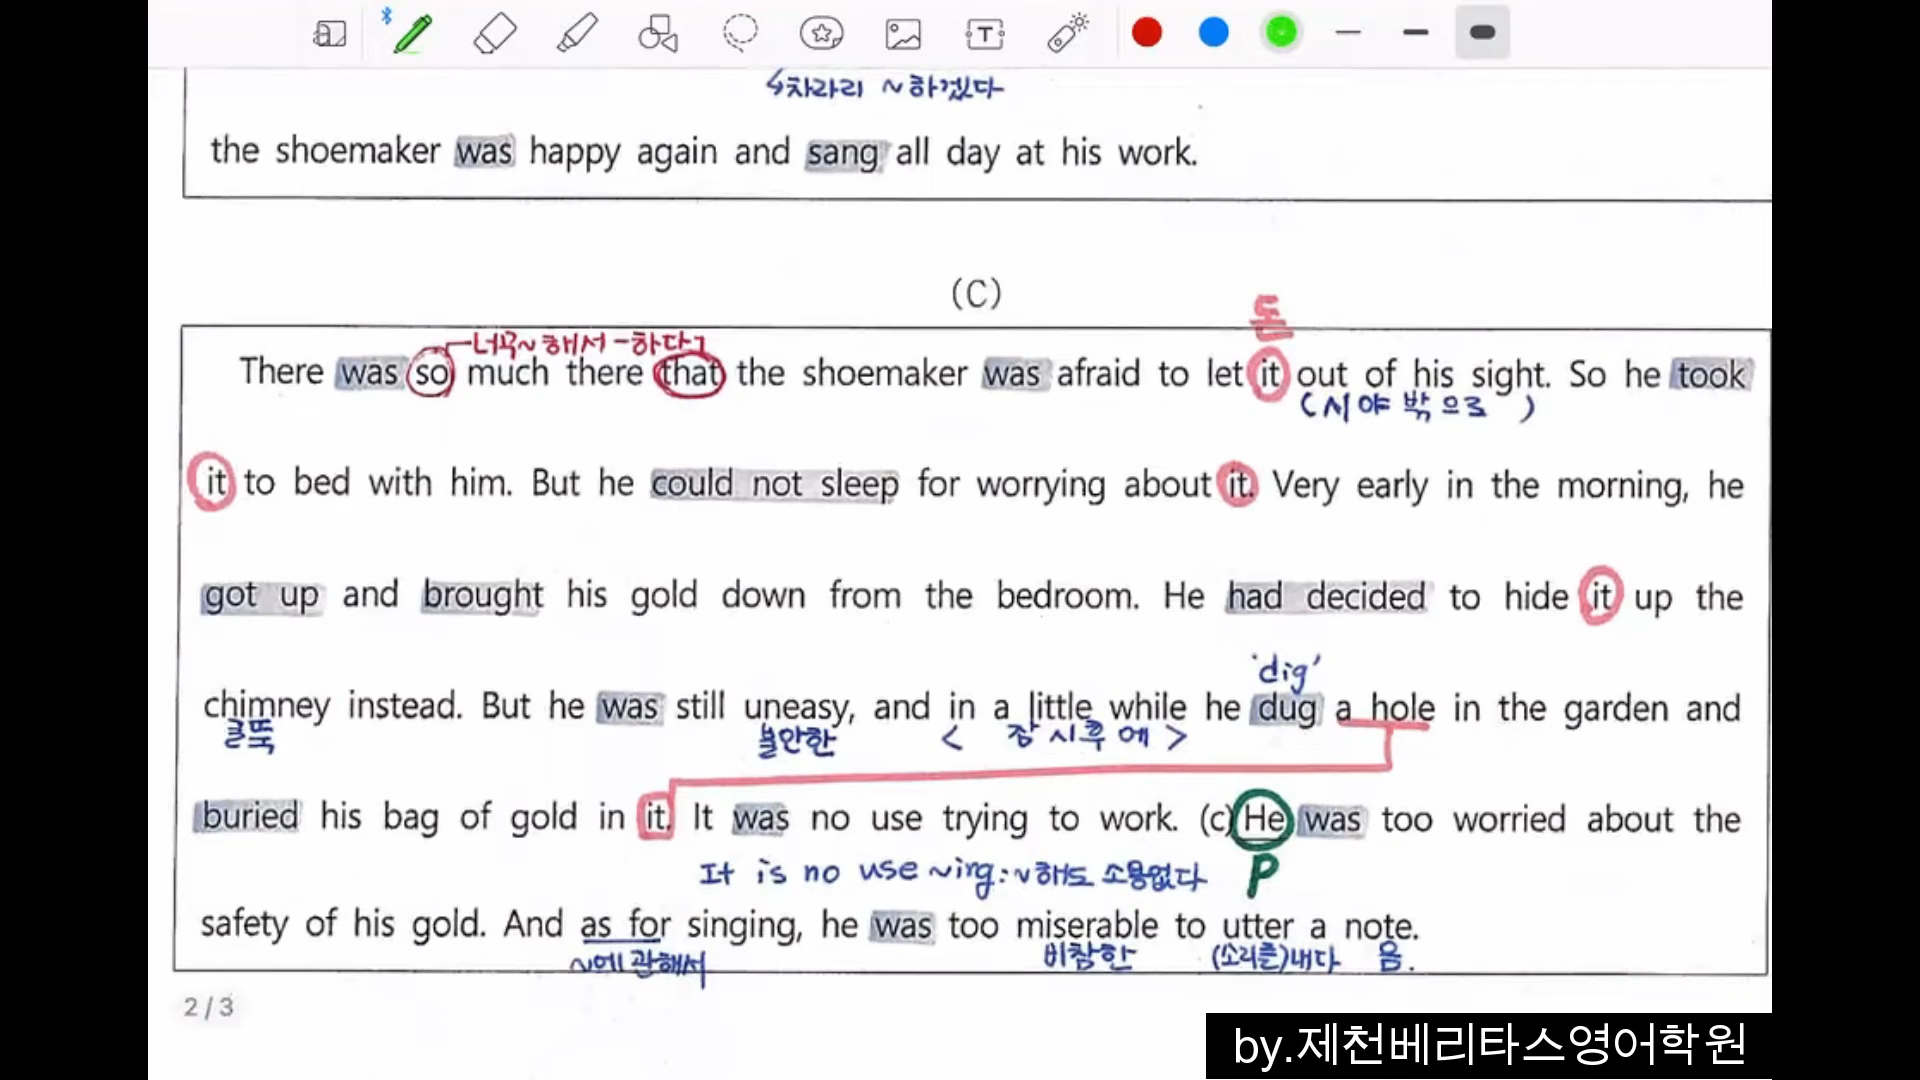 ↳차라리 ~하겠다
the shoemaker was happy again and sang all day at his work.
(C)
돈
너무~해서 -하다
There was so much there that the shoemaker was afraid to let it out of his sight. So he took
(시야 밖으로 )
it to bed with him. But he could not sleep for worrying about it. Very early in the morning, he
got up and brought his gold down from the bedroom. He had decided to hide it up the
'dig'
chimney instead. But he was still uneasy, and in a little while he dug a hole in the garden and
굴뚝 불안한 < 잠시후에 >
buried his bag of gold in it. It was no use trying to work. (c) He was too worried about the
It is no use ~ing: ~해도 소용없다 P
safety of his gold. And as for singing, he was too miserable to utter a note.
~에 관해서 비참한 (소리를)내다 음.
2/3
by.제천베리타스영어학원